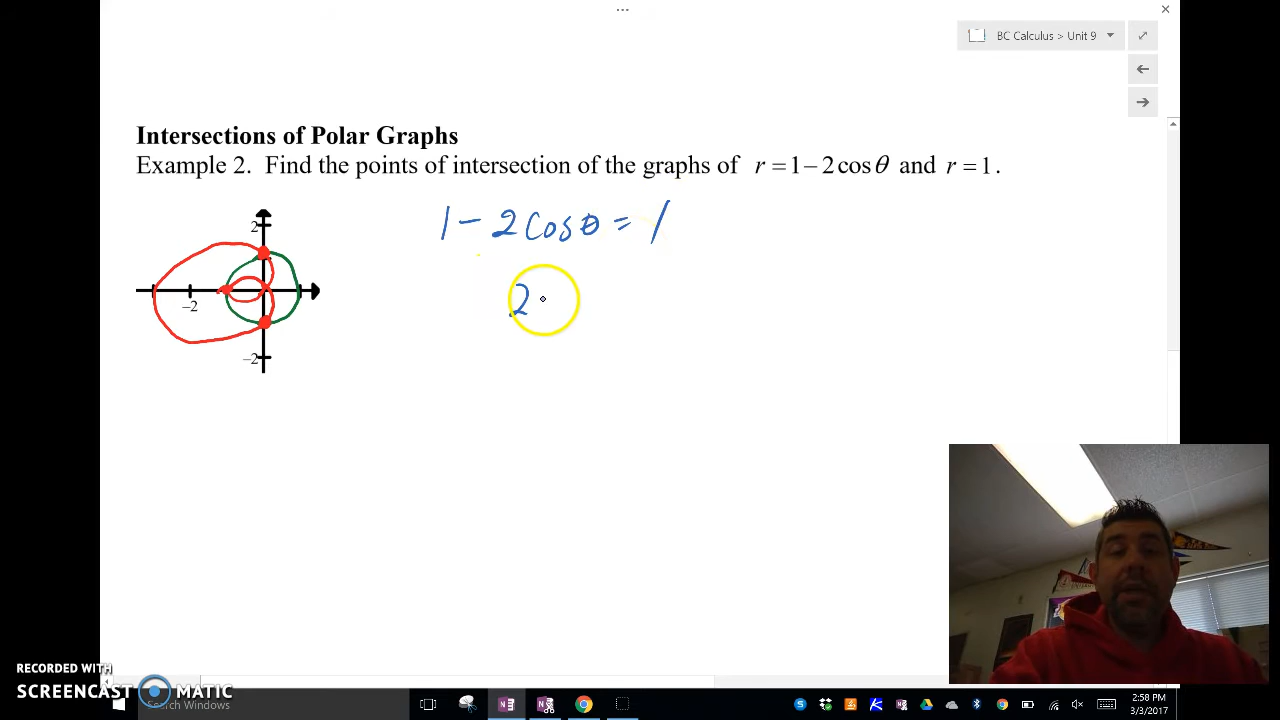 BC Calculus > Unit 9
Intersections of Polar Graphs
Example 2. Find the points of intersection of the graphs of r = 1 − 2 cos θ and r = 1.
1 − 2 cos θ = 1
2
2
−2
−2
RECORDED WITH
SCREENCAST MATIC
Search Windows
2:58 PM
3/3/2017